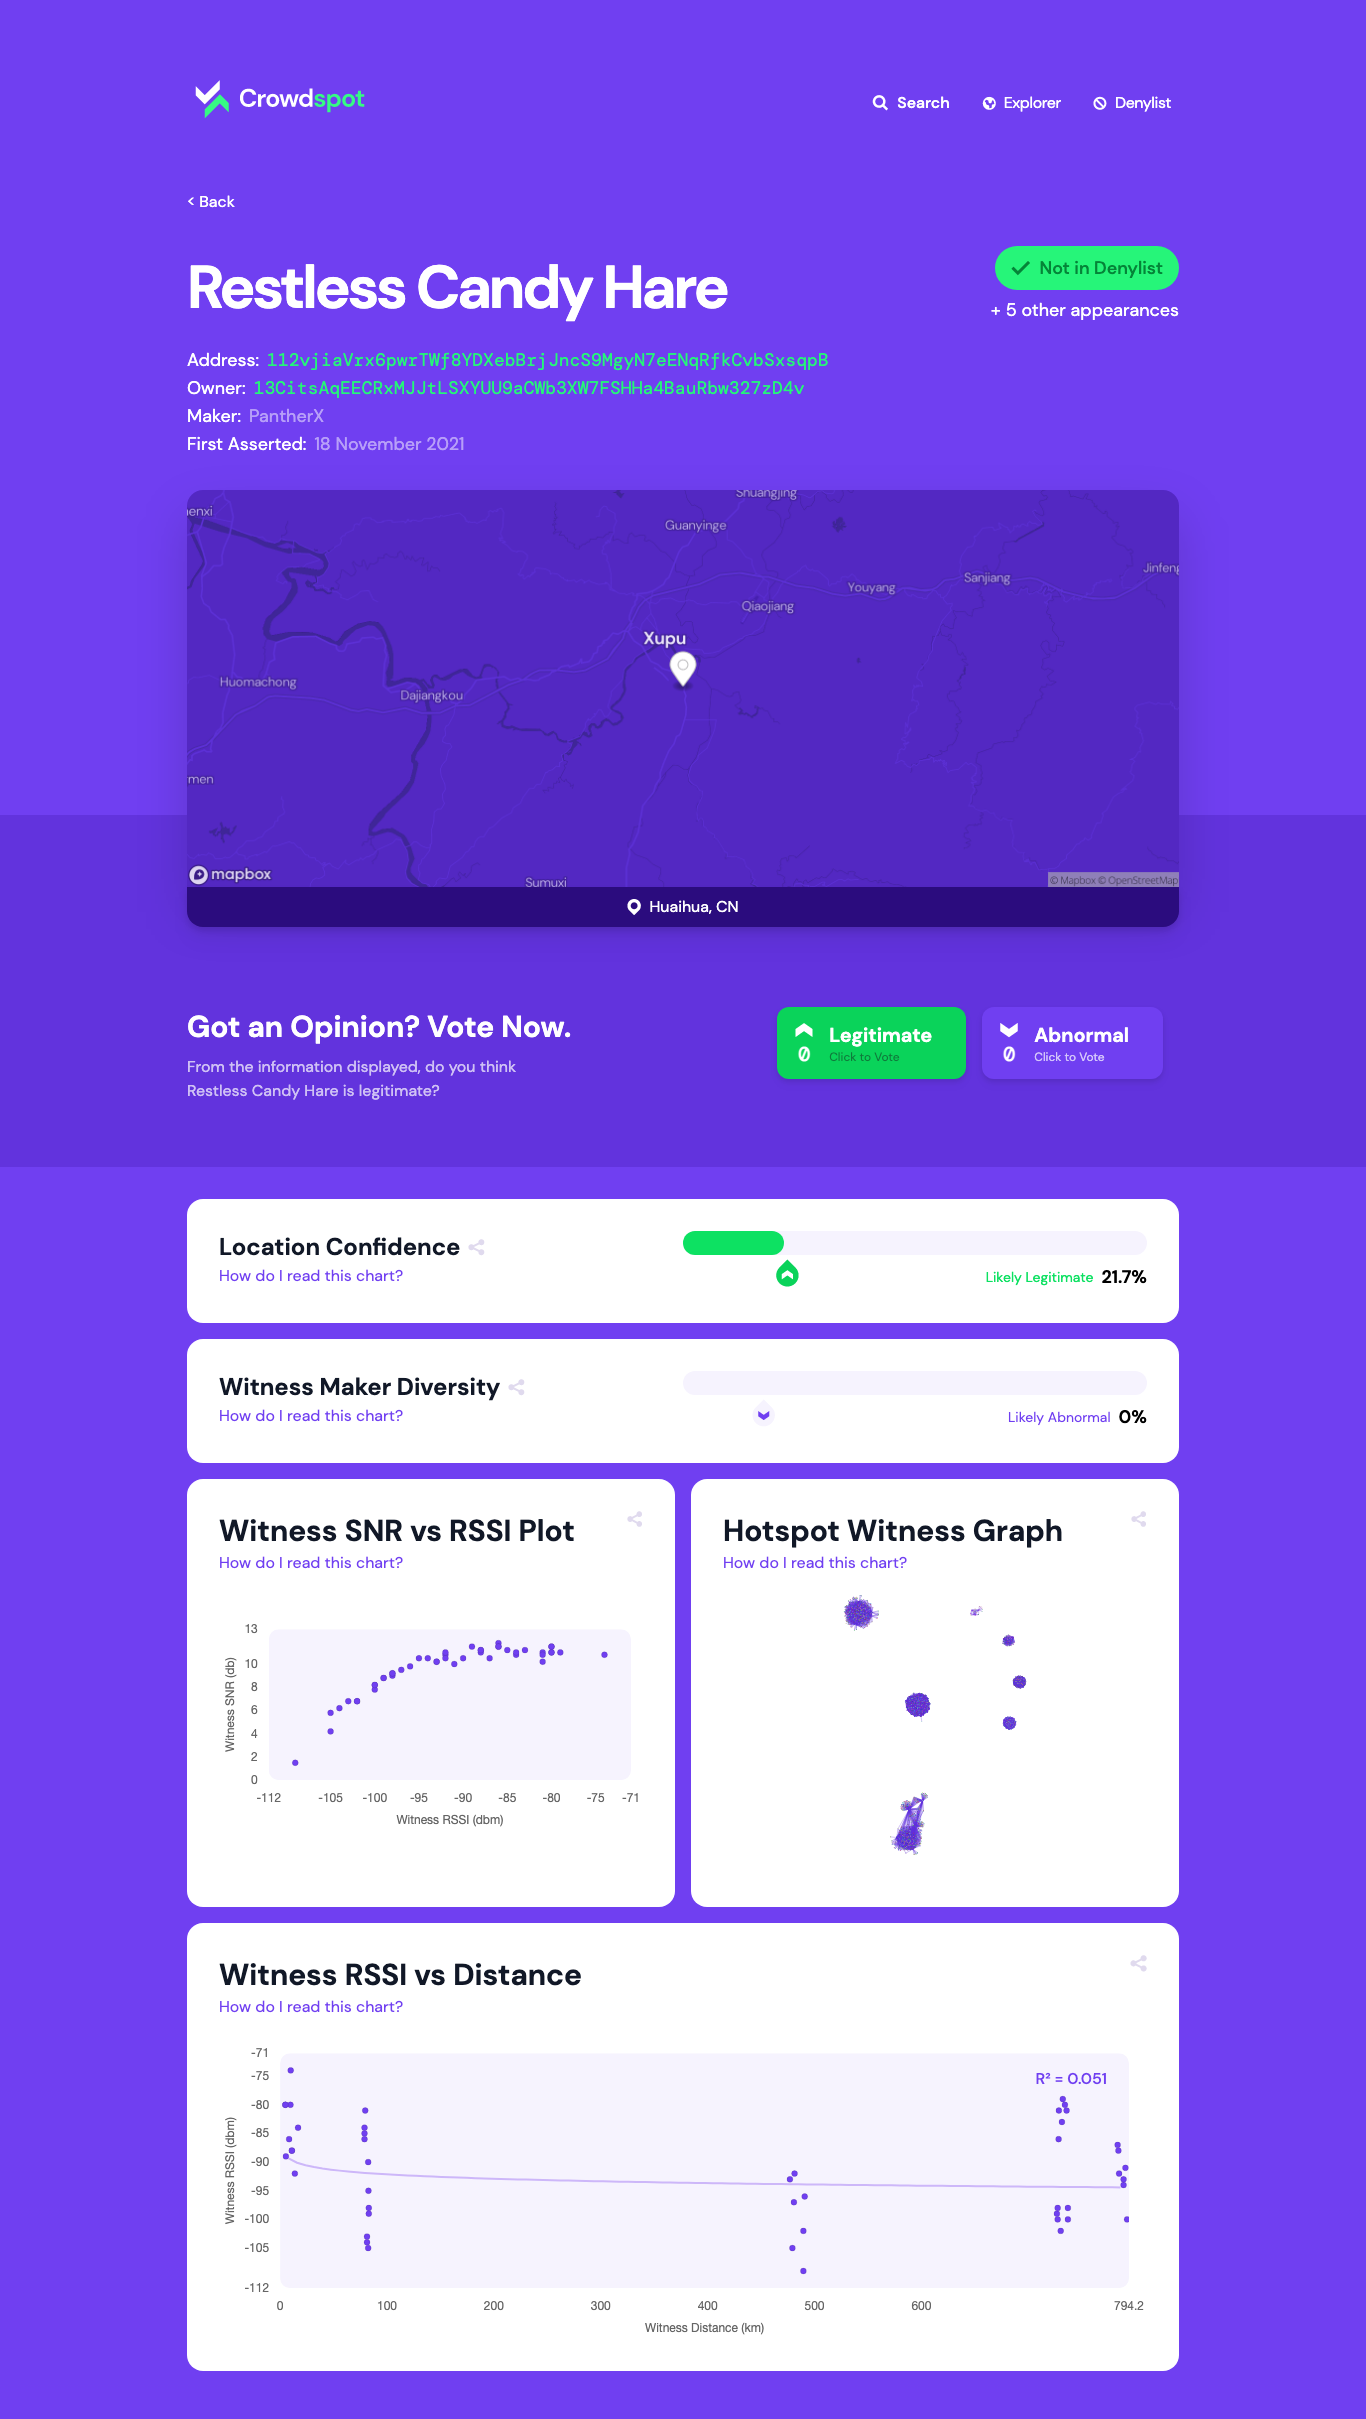 Crowdspot
Search
Explorer
Denylist
< Back
Restless Candy Hare
Not in Denylist
+ 5 other appearances
Address: 112vjiaVrx6pwrTWf8YDXebBrjJncS9MgyN7eENqRfkCvbSxsqpB
Owner: 13CitsAqEECRxMJJtLSXYUU9aCWb3XW7FSHHa4BauRbw327zD4v
Maker: PantherX
First Asserted: 18 November 2021
Shuangjing
enxi
Guanyinge
Jinfeng
Sanjiang
Youyang
Qiaojiang
Xupu
Huomachong
Dajiangkou
men
mapbox
Sumuxi
© Mapbox © OpenStreetMap
Huaihua, CN
Got an Opinion? Vote Now.
From the information displayed, do you think
Restless Candy Hare is legitimate?
Legitimate
0
Click to Vote
Abnormal
0
Click to Vote
Location Confidence
How do I read this chart?
Likely Legitimate 21.7%
Witness Maker Diversity
How do I read this chart?
Likely Abnormal 0%
Witness SNR vs RSSI Plot
How do I read this chart?
13
10
8
6
4
2
0
Witness SNR (db)
-112 -105 -100 -95 -90 -85 -80 -75 -71
Witness RSSI (dbm)
Hotspot Witness Graph
How do I read this chart?
Witness RSSI vs Distance
How do I read this chart?
-71
-75
-80
-85
-90
-95
-100
-105
-112
Witness RSSI (dbm)
R² = 0.051
0 100 200 300 400 500 600 794.2
Witness Distance (km)